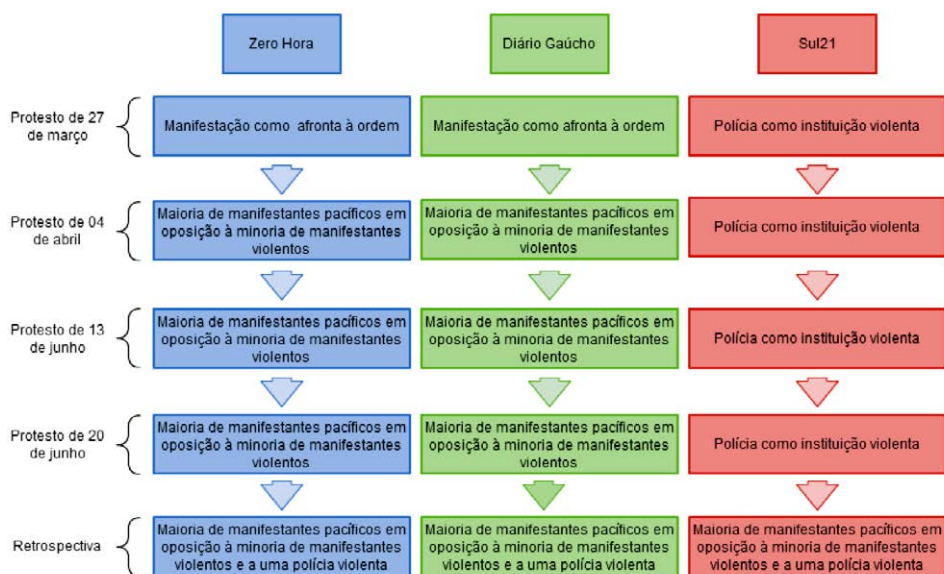 Zero Hora
Diário Gaúcho
Sul21
Protesto de 27
de março
Manifestação como afronta à ordem
Manifestação como afronta à ordem
Polícia como instituição violenta
Protesto de 04
de abril
Maioria de manifestantes pacíficos em
oposição à minoria de manifestantes
violentos
Maioria de manifestantes pacíficos em
oposição à minoria de manifestantes
violentos
Polícia como instituição violenta
Protesto de 13
de junho
Maioria de manifestantes pacíficos em
oposição à minoria de manifestantes
violentos
Maioria de manifestantes pacíficos em
oposição à minoria de manifestantes
violentos
Polícia como instituição violenta
Protesto de 20
de junho
Maioria de manifestantes pacíficos em
oposição à minoria de manifestantes
violentos
Maioria de manifestantes pacíficos em
oposição à minoria de manifestantes
violentos
Polícia como instituição violenta
Retrospectiva
Maioria de manifestantes pacíficos em
oposição à minoria de manifestantes
violentos e a uma polícia violenta
Maioria de manifestantes pacíficos em
oposição à minoria de manifestantes
violentos e a uma polícia violenta
Maioria de manifestantes pacíficos em
oposição à minoria de manifestantes
violentos e a uma polícia violenta